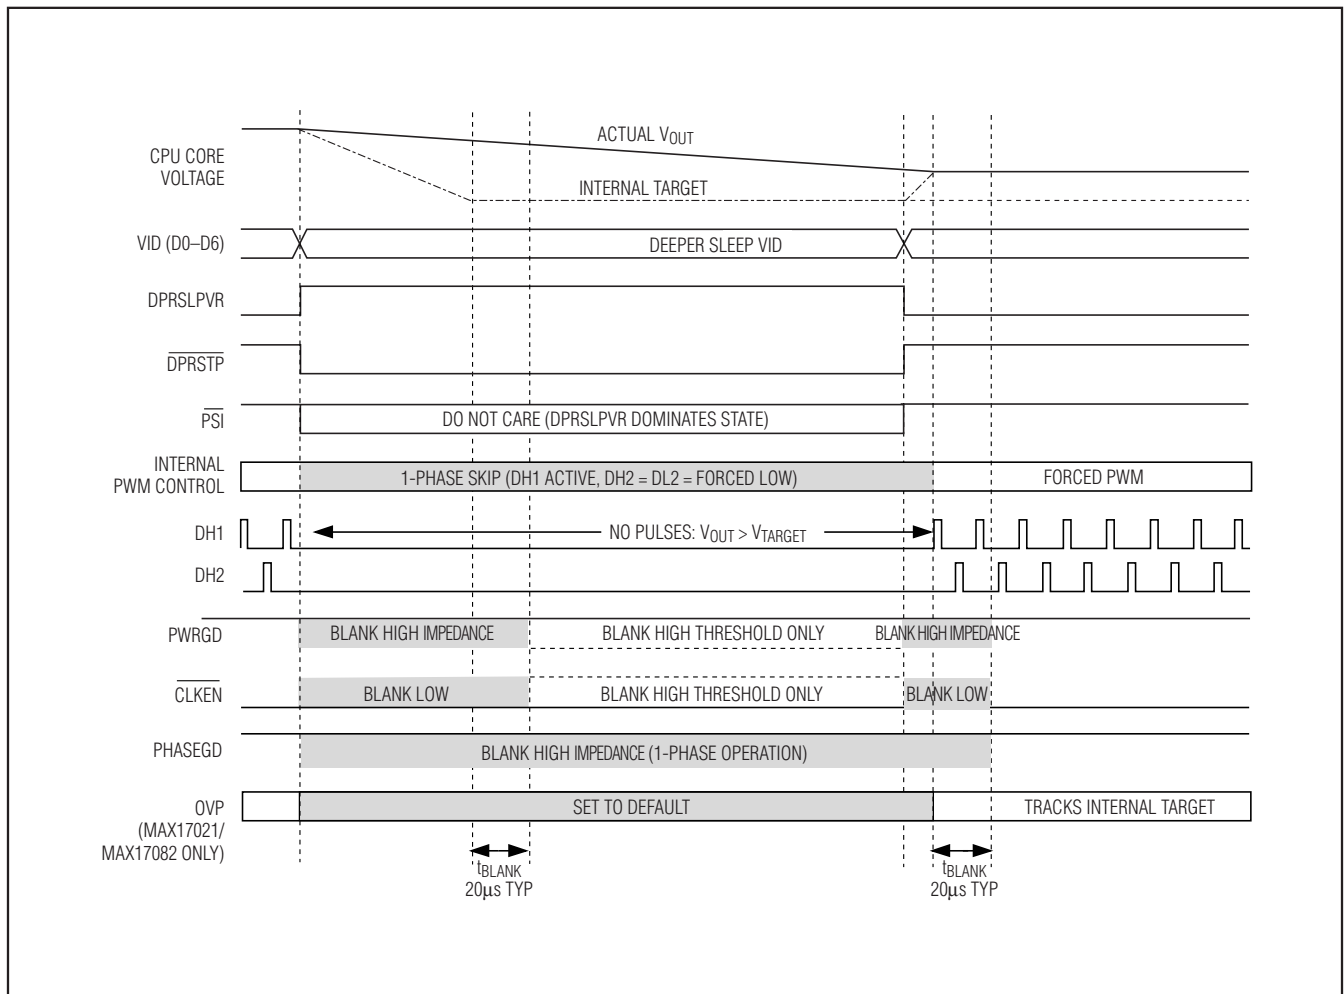 ACTUAL VOUT
CPU CORE
VOLTAGE
INTERNAL TARGET
VID (D0–D6)
DEEPER SLEEP VID
DPRSLPVR
DPRSTP
PSI
DO NOT CARE (DPRSLPVR DOMINATES STATE)
INTERNAL
PWM CONTROL
1-PHASE SKIP (DH1 ACTIVE, DH2 = DL2 = FORCED LOW)
FORCED PWM
DH1
NO PULSES: VOUT > VTARGET
DH2
PWRGD
BLANK HIGH IMPEDANCE
BLANK HIGH THRESHOLD ONLY
BLANK HIGH IMPEDANCE
CLKEN
BLANK LOW
BLANK HIGH THRESHOLD ONLY
BLANK LOW
PHASEGD
BLANK HIGH IMPEDANCE (1-PHASE OPERATION)
OVP
(MAX17021/
MAX17082 ONLY)
SET TO DEFAULT
TRACKS INTERNAL TARGET
tBLANK
20µs TYP
tBLANK
20µs TYP